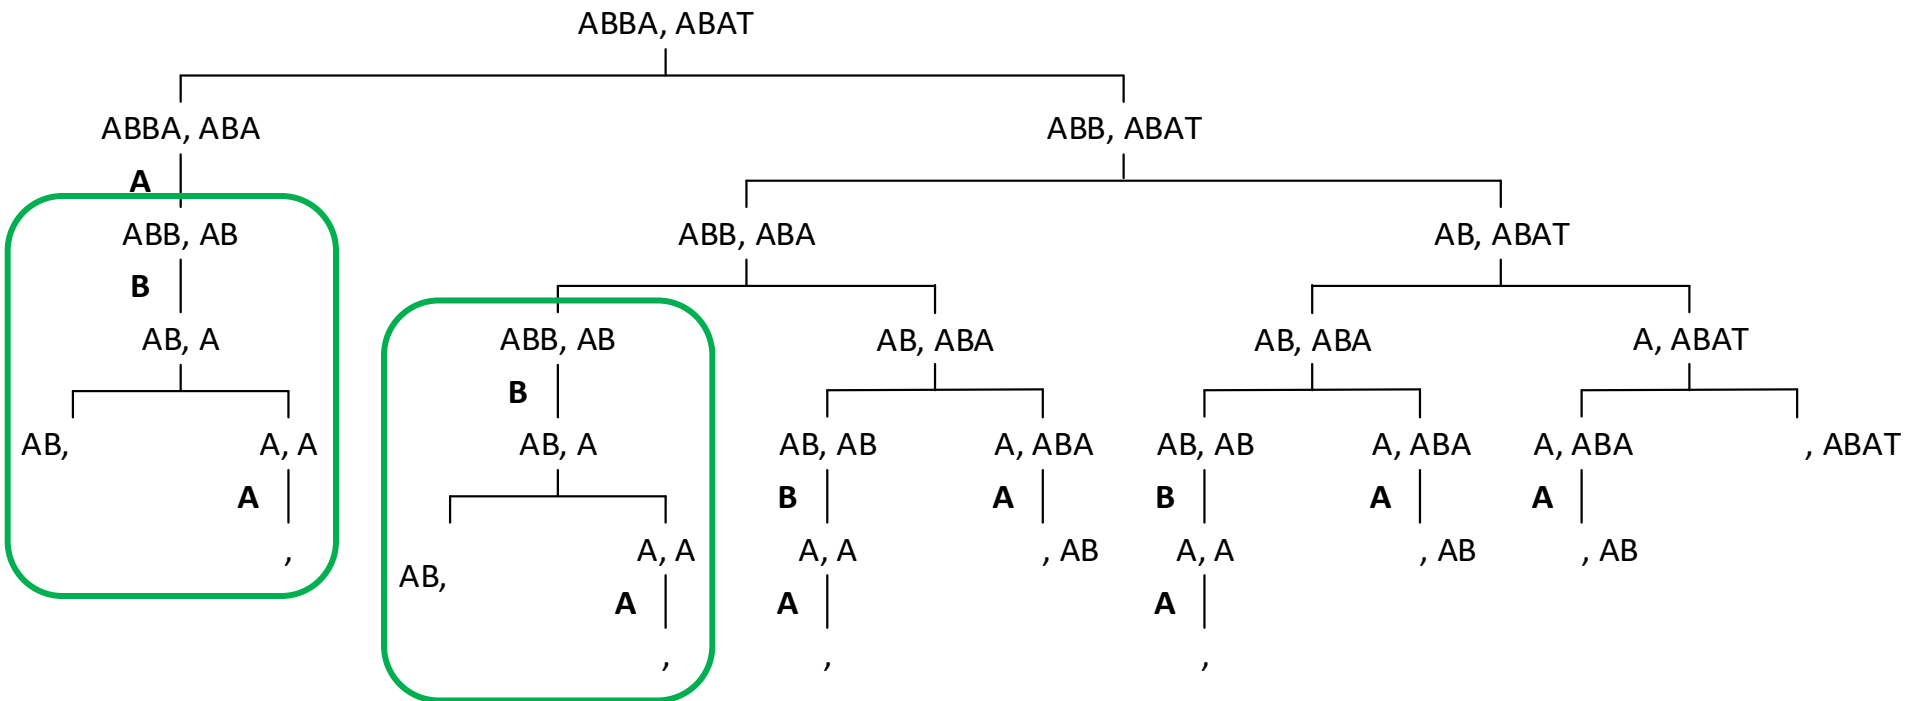 ABBA, ABAT
ABBA, ABA ABB, ABAT
A
ABB, AB ABB, ABA AB, ABAT
B
AB, A ABB, AB AB, ABA AB, ABA A, ABAT
B
AB, A, A AB, A AB, AB A, ABA AB, AB A, ABA A, ABA , ABAT
A B A B A A
, AB, A, A A, A , AB A, A , AB , AB
A A A
, , ,